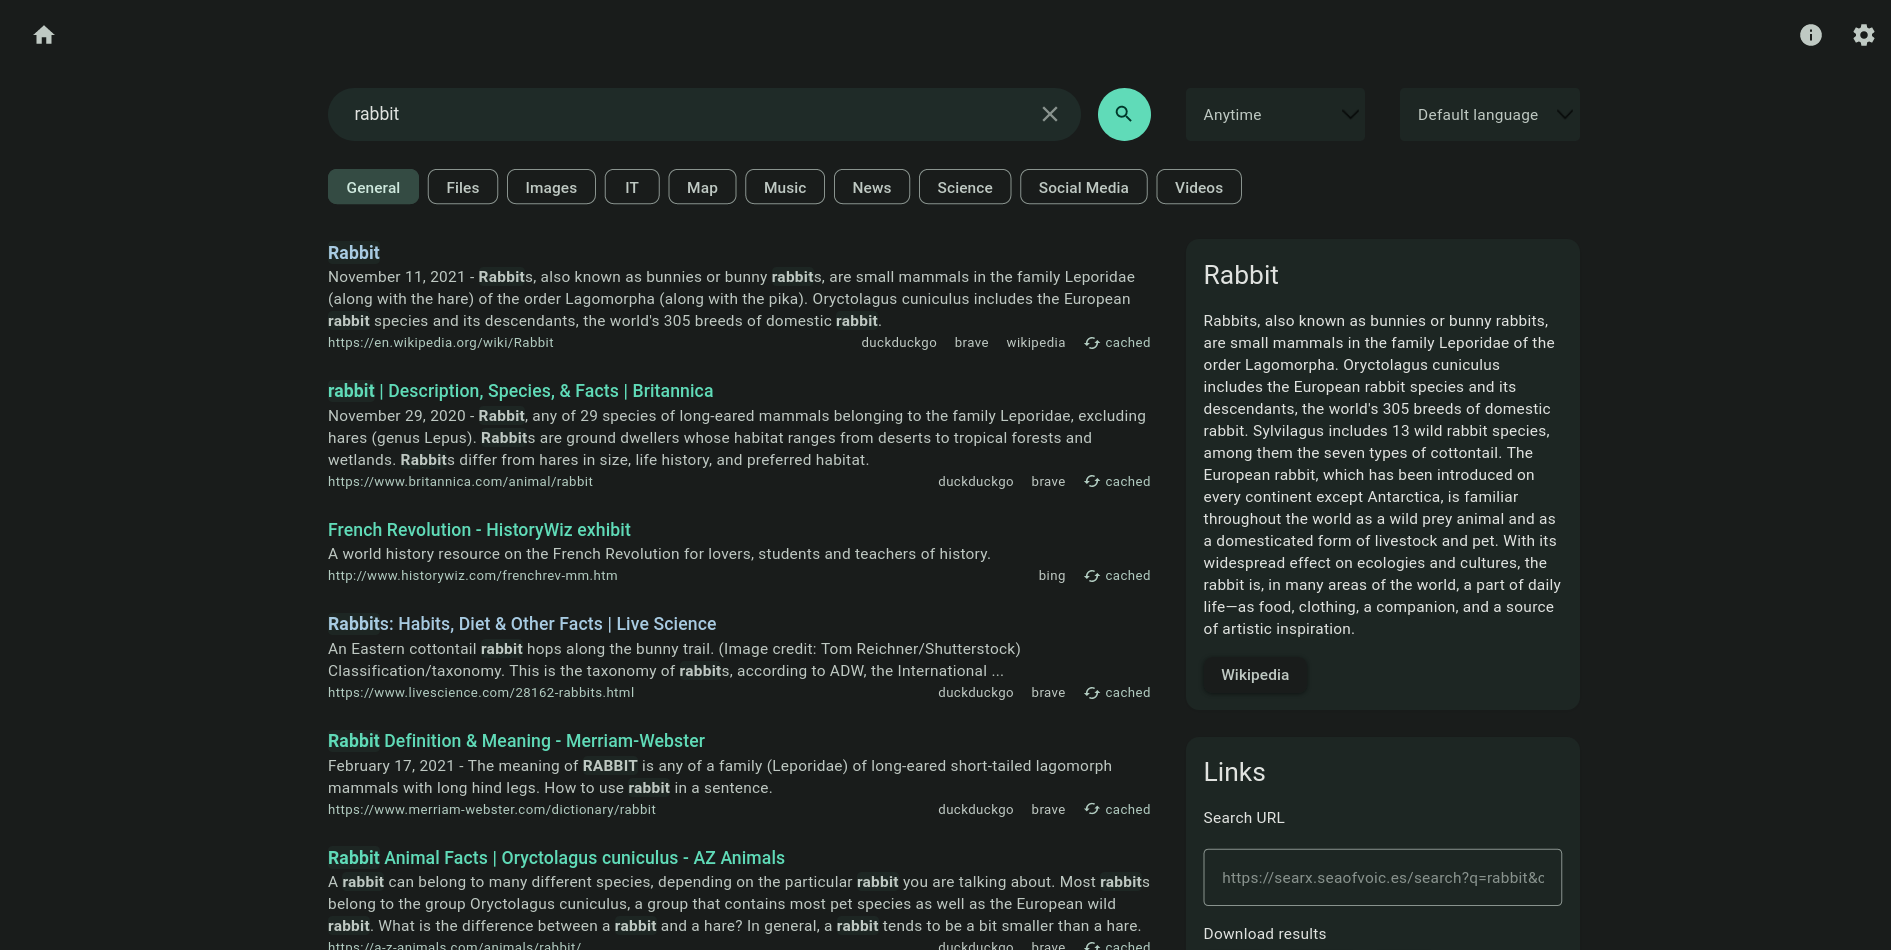 rabbit
Anytime
Default language
General
Files
Images
IT
Map
Music
News
Science
Social Media
Videos
Rabbit
November 11, 2021 - Rabbits, also known as bunnies or bunny rabbits, are small mammals in the family Leporidae
(along with the hare) of the order Lagomorpha (along with the pika). Oryctolagus cuniculus includes the European
rabbit species and its descendants, the world's 305 breeds of domestic rabbit.
https://en.wikipedia.org/wiki/Rabbit duckduckgo brave wikipedia cached
rabbit | Description, Species, & Facts | Britannica
November 29, 2020 - Rabbit, any of 29 species of long-eared mammals belonging to the family Leporidae, excluding
hares (genus Lepus). Rabbits are ground dwellers whose habitat ranges from deserts to tropical forests and
wetlands. Rabbits differ from hares in size, life history, and preferred habitat.
https://www.britannica.com/animal/rabbit duckduckgo brave cached
French Revolution - HistoryWiz exhibit
A world history resource on the French Revolution for lovers, students and teachers of history.
http://www.historywiz.com/frenchrev-mm.htm bing cached
Rabbits: Habits, Diet & Other Facts | Live Science
An Eastern cottontail rabbit hops along the bunny trail. (Image credit: Tom Reichner/Shutterstock)
Classification/taxonomy. This is the taxonomy of rabbits, according to ADW, the International ...
https://www.livescience.com/28162-rabbits.html duckduckgo brave cached
Rabbit Definition & Meaning - Merriam-Webster
February 17, 2021 - The meaning of RABBIT is any of a family (Leporidae) of long-eared short-tailed lagomorph
mammals with long hind legs. How to use rabbit in a sentence.
https://www.merriam-webster.com/dictionary/rabbit duckduckgo brave cached
Rabbit Animal Facts | Oryctolagus cuniculus - AZ Animals
A rabbit can belong to many different species, depending on the particular rabbit you are talking about. Most rabbits
belong to the group Oryctolagus cuniculus, a group that contains most pet species as well as the European wild
rabbit. What is the difference between a rabbit and a hare? In general, a rabbit tends to be a bit smaller than a hare.
https://a-z-animals.com/animals/rabbit/ duckduckgo brave cached
Rabbit
Rabbits, also known as bunnies or bunny rabbits,
are small mammals in the family Leporidae of the
order Lagomorpha. Oryctolagus cuniculus
includes the European rabbit species and its
descendants, the world's 305 breeds of domestic
rabbit. Sylvilagus includes 13 wild rabbit species,
among them the seven types of cottontail. The
European rabbit, which has been introduced on
every continent except Antarctica, is familiar
throughout the world as a wild prey animal and as
a domesticated form of livestock and pet. With its
widespread effect on ecologies and cultures, the
rabbit is, in many areas of the world, a part of daily
life—as food, clothing, a companion, and a source
of artistic inspiration.
Wikipedia
Links
Search URL
https://searx.seaofvoic.es/search?q=rabbit&c
Download results